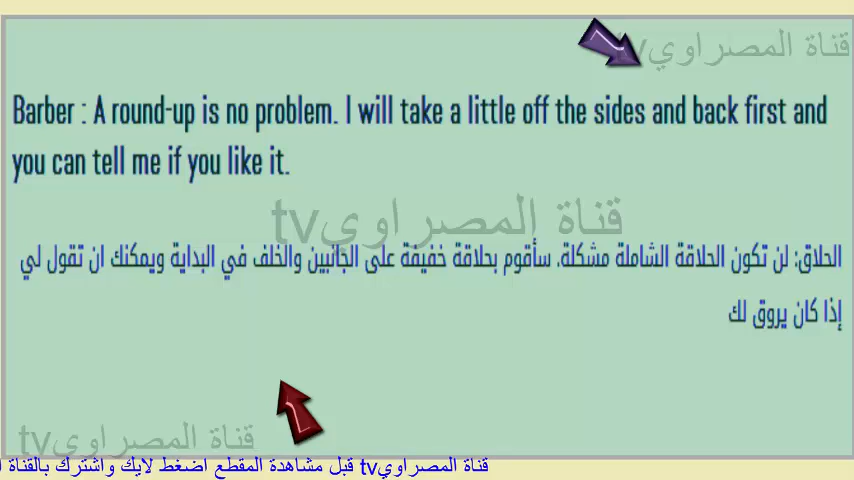 قناة المصراويtv
Barber : A round-up is no problem. I will take a little off the sides and back first and
you can tell me if you like it.
قناة المصراويtv
الحلاق: لن تكون الحلاقة الشاملة مشكلة. سأقوم بحلاقة خفيفة على الجانبين والخلف في البداية ويمكنك ان تقول لي
إذا كان يروق لك
قناة المصراويtv
قناة المصراويtv قبل مشاهدة المقطع اضغط لايك واشترك بالقناة